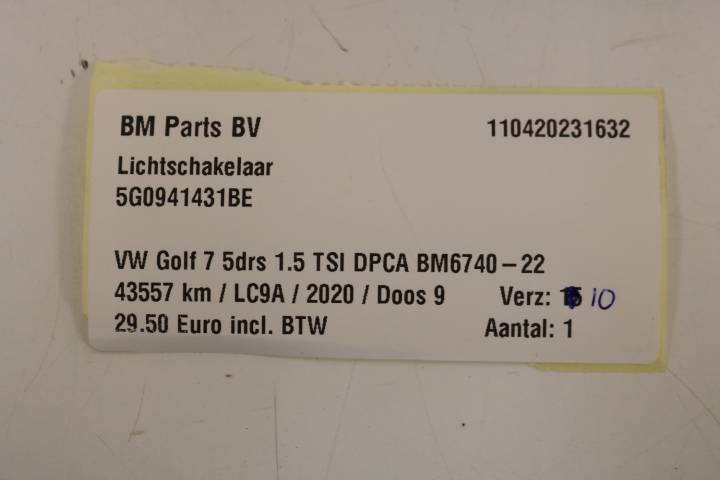 BM Parts BV 110420231632
Lichtschakelaar
5G0941431BE
VW Golf 7 5drs 1.5 TSI DPCA BM6740-22
43557 km / LC9A / 2020 / Doos 9 Verz: 10
29.50 Euro incl. BTW Aantal: 1